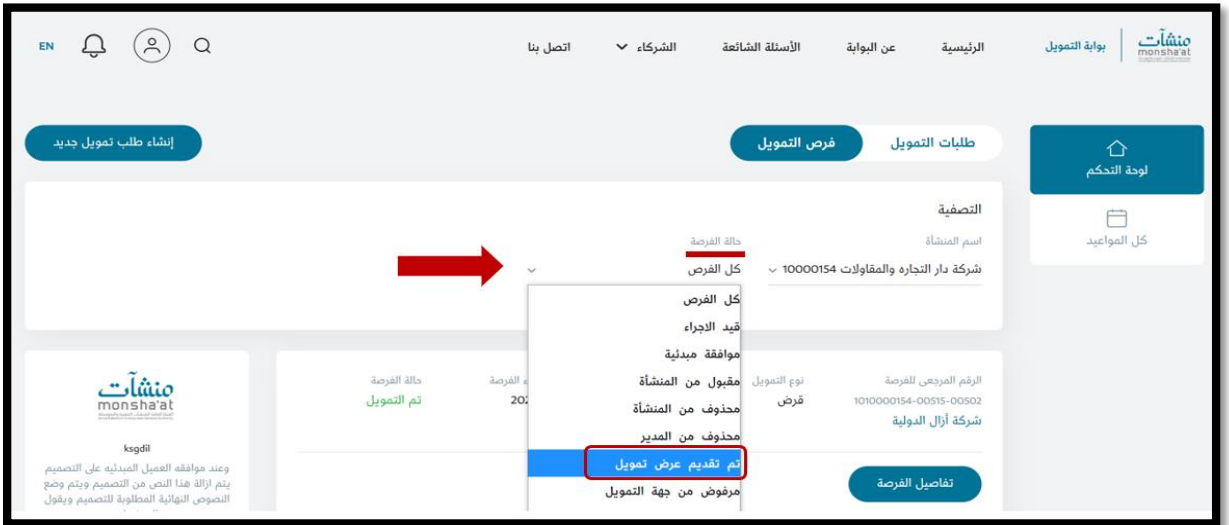 منشآت
monsha'at
بوابة التمويل
الرئيسية
عن البوابة
الأسئلة الشائعة
الشركاء
اتصل بنا
EN
لوحة التحكم
كل المواعيد
طلبات التمويل
فرص التمويل
إنشاء طلب تمويل جديد
التصفية
اسم المنشأة
حالة الفرصة
شركة دار التجاره والمقاولات 10000154
كل الفرص
كل الفرص
قيد الاجراء
موافقة مبدئية
مقبول من المنشأة
محذوف من المنشأة
محذوف من المدير
تم تقديم عرض تمويل
مرفوض من جهة التمويل
الرقم المرجعي للفرصة
1010000154-00515-00502
شركة أزال الدولية
نوع التمويل
قرض
الفرصة
202
حالة الفرصة
تم التمويل
تفاصيل الفرصة
منشآت
monsha'at
ksgdil
وعند موافقه العميل المبدئيه على التصميم
يتم ازالة هذا النص من التصميم ويتم وضع
النصوص النهائية المطلوبة للتصميم ويقول